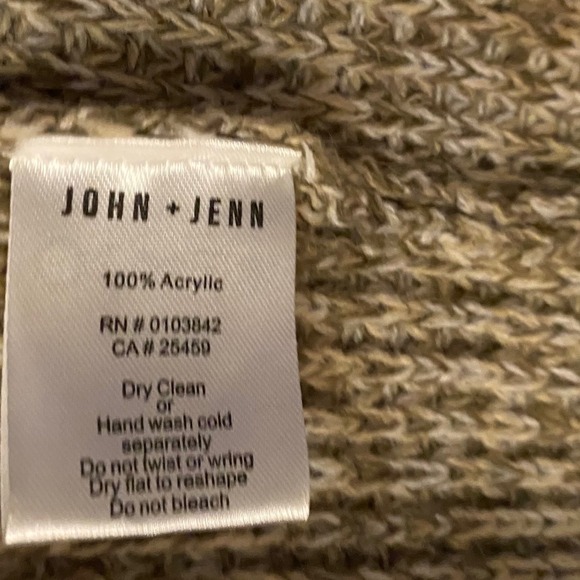 JOHN + JENN
100% Acrylic
RN # 0103842
CA # 25459
Dry Clean
or
Hand wash cold
separately
Do not twist or wring
Dry flat to reshape
Do not bleach